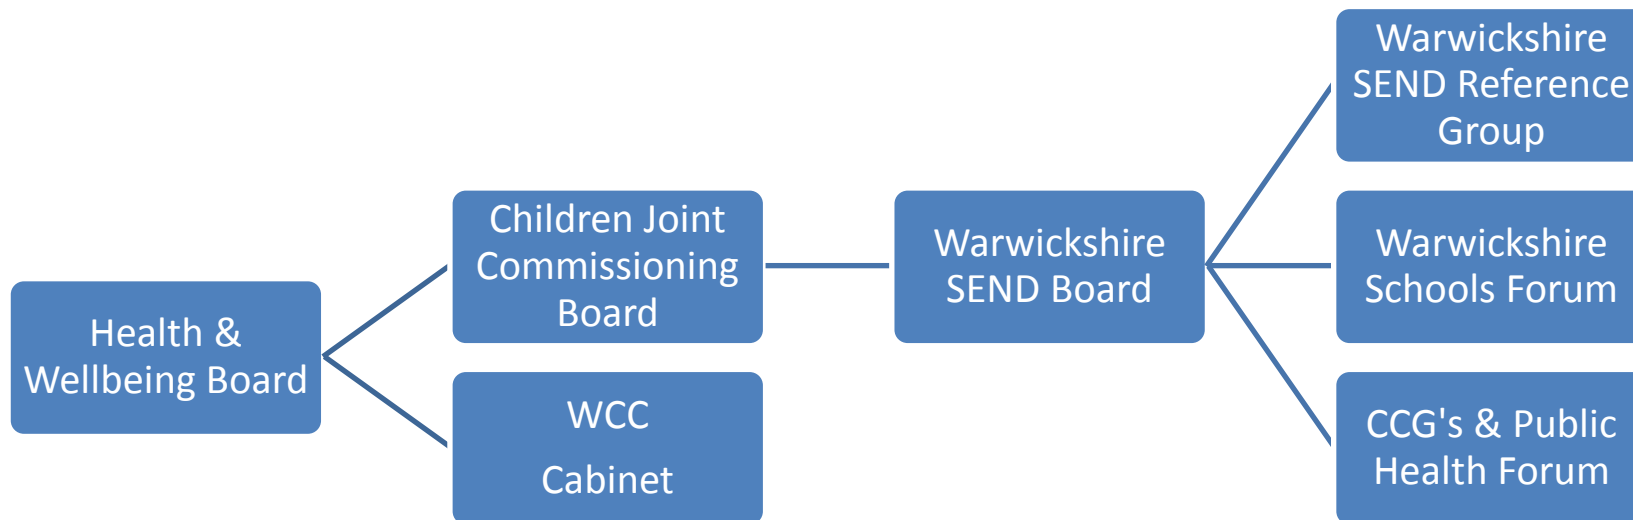 Health &
Wellbeing Board
Children Joint
Commissioning
Board
WCC
Cabinet
Warwickshire
SEND Board
Warwickshire
SEND Reference
Group
Warwickshire
Schools Forum
CCG's & Public
Health Forum